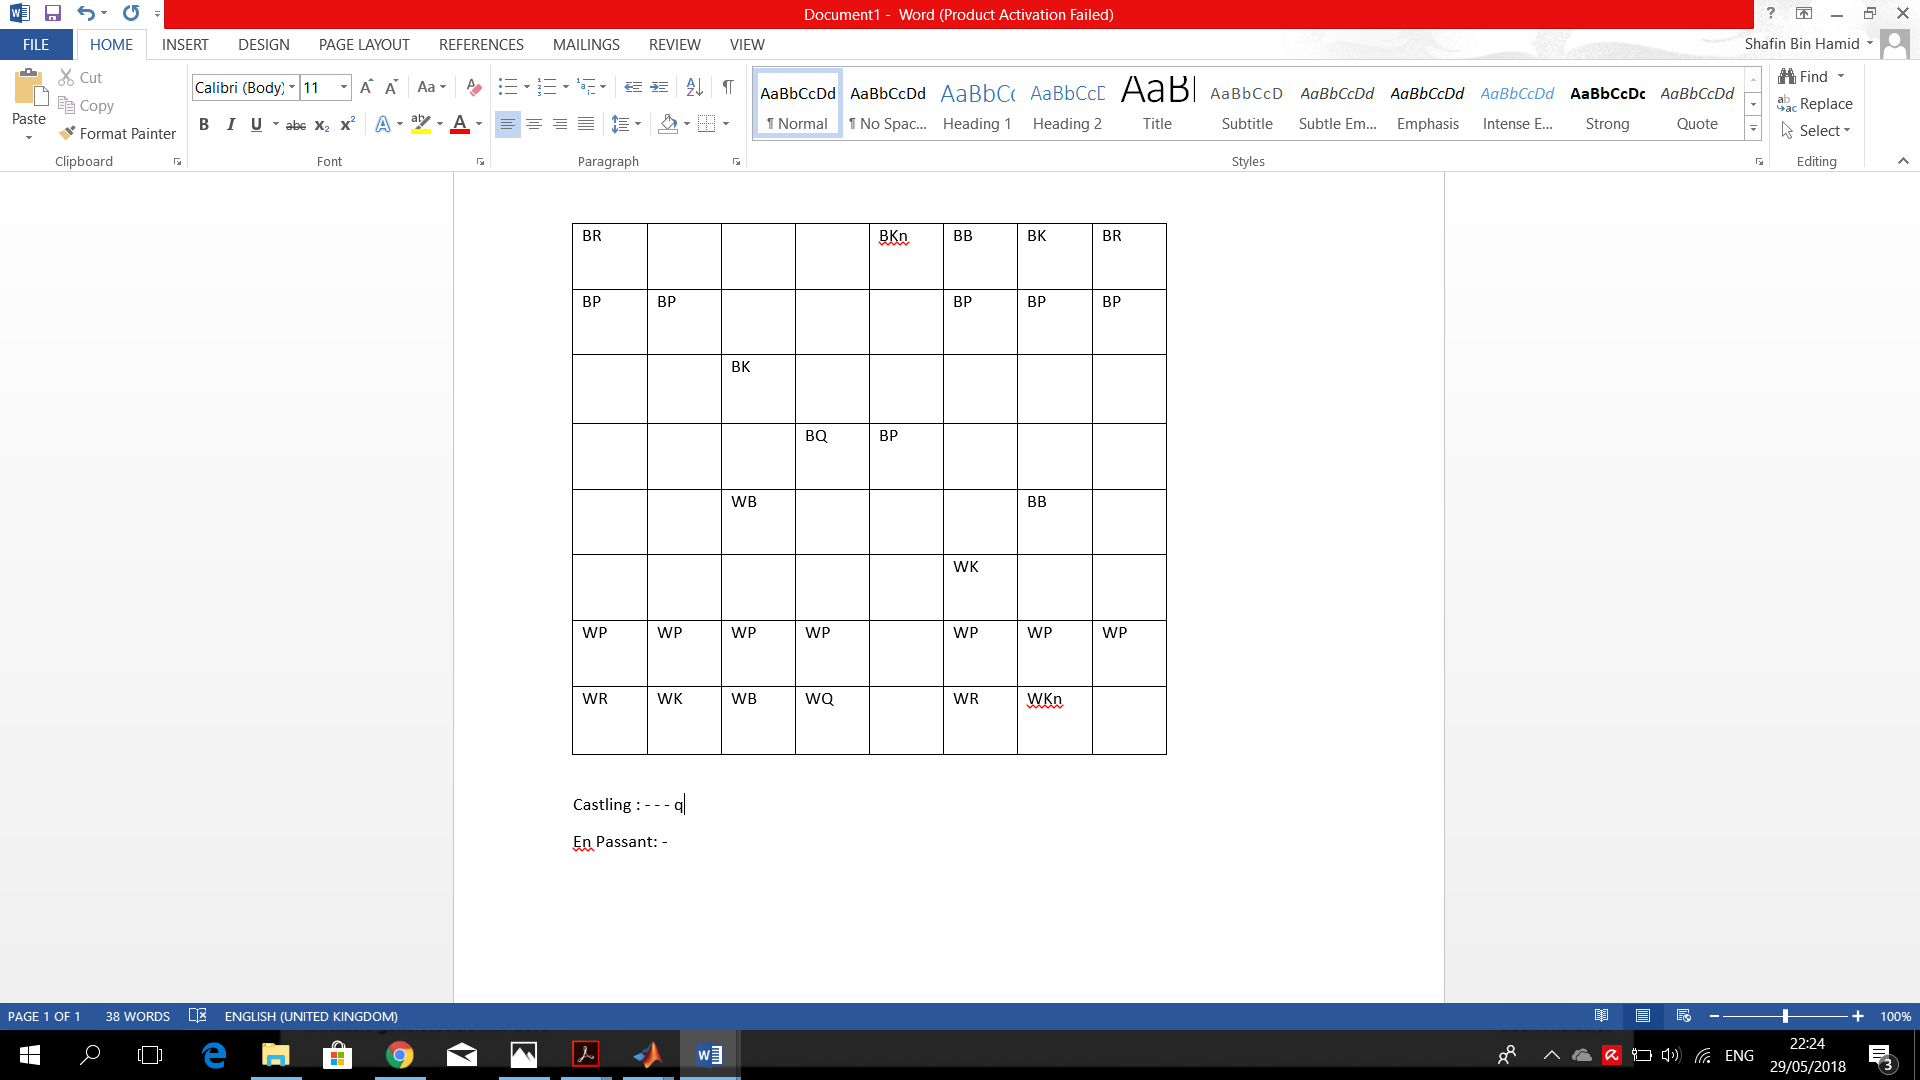 Document1 - Word (Product Activation Failed)
?
FILE HOME INSERT DESIGN PAGE LAYOUT REFERENCES MAILINGS REVIEW VIEW
Shafin Bin Hamid
Paste
Cut
Copy
Format Painter
Clipboard
Calibri (Body) 11
B I U abc x₂ x²
Font
Paragraph
AaBbCcDd AaBbCcDd AaBbCc AaBbCcC AaBl AaBbCcD AaBbCcDd AaBbCcDd AaBbCcDd AaBbCcDc AaBbCcDd
¶ Normal ¶ No Spac... Heading 1 Heading 2 Title Subtitle Subtle Em... Emphasis Intense E... Strong Quote
Styles
Find
Replace
Select
Editing
BR BKn BB BK BR
BP BP BP BP BP
BK
BQ BP
WB BB
WK
WP WP WP WP WP WP WP
WR WK WB WQ WR WKn
Castling : - - - q
En Passant: -
PAGE 1 OF 1 38 WORDS ENGLISH (UNITED KINGDOM)
100%
ENG
22:24
29/05/2018
3